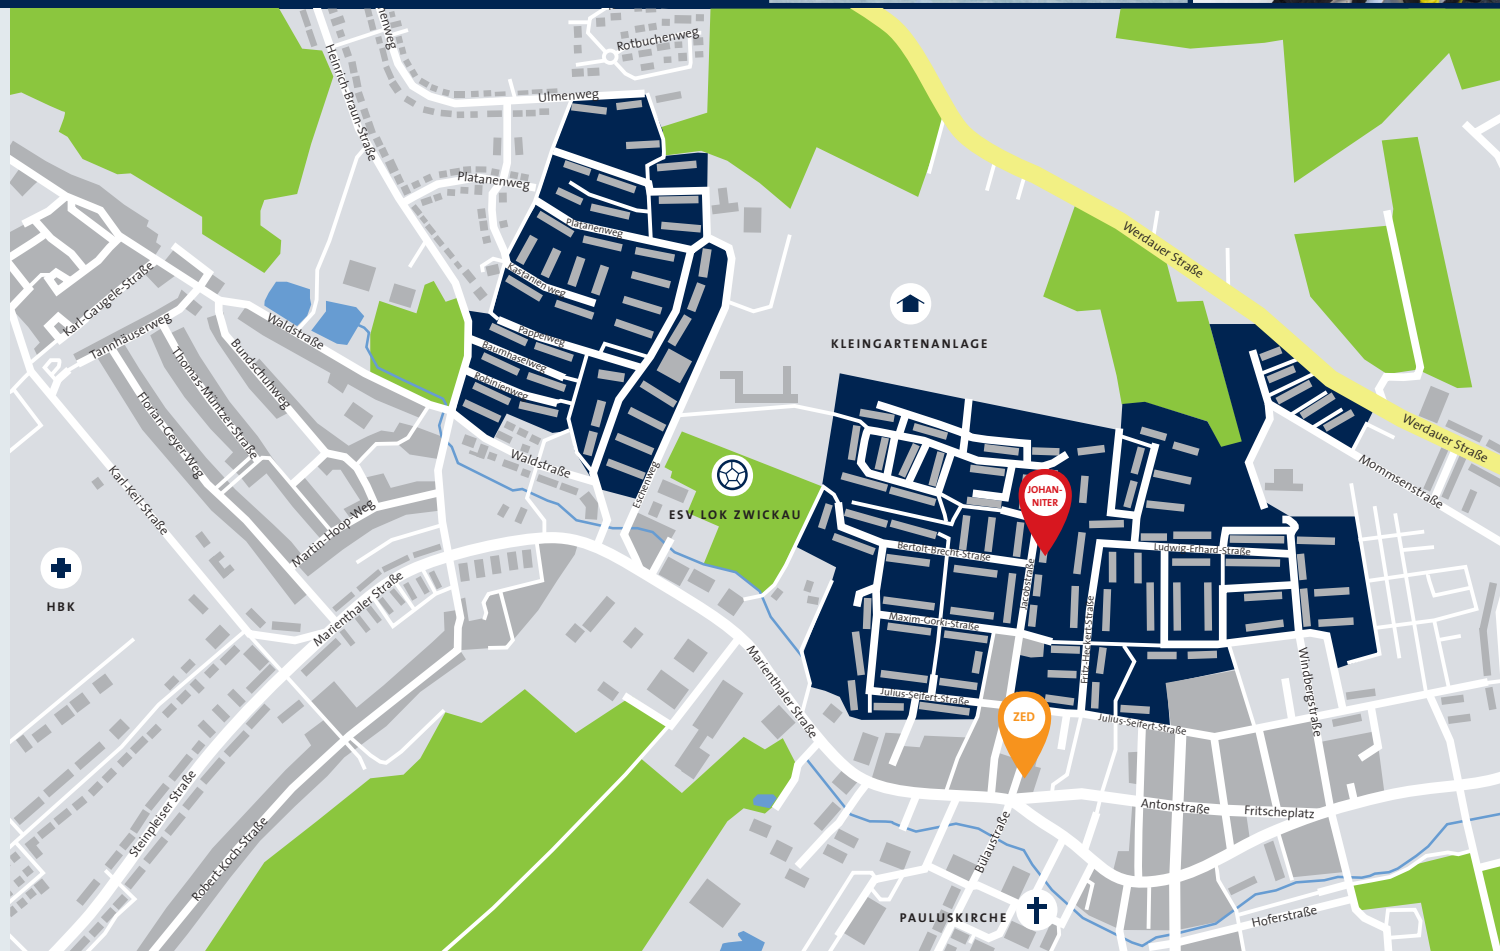 Rotbuchenweg
Heinrich-Braun-Straße
Ulmenweg
Platanenweg
Platanenweg
Kastanienweg
Pappelweg
Baumhaselweg
Robinienweg
Eschenweg
Waldstraße
Waldstraße
Karl-Gaugele-Straße
Tannhäuserweg
Thomas-Müntzer-Straße
Bundschuhweg
Florian-Geyer-Weg
Karl-Keil-Straße
Martin-Hoop-Weg
HBK
Marienthaler Straße
Marienthaler Straße
Steinpleiser Straße
Robert-Koch-Straße
Werdauer Straße
Werdauer Straße
Mommsenstraße
KLEINGARTENANLAGE
ESV LOK ZWICKAU
JOHAN-
NITER
Bertolt-Brecht-Straße
Ludwig-Erhard-Straße
Jacobstraße
Maxim-Gorki-Straße
Fritz-Heckert-Straße
Julius-Seifert-Straße
Julius-Seifert-Straße
Windbergstraße
ZED
Antonstraße
Fritscheplatz
Bülaustraße
PAULUSKIRCHE
Hoferstraße